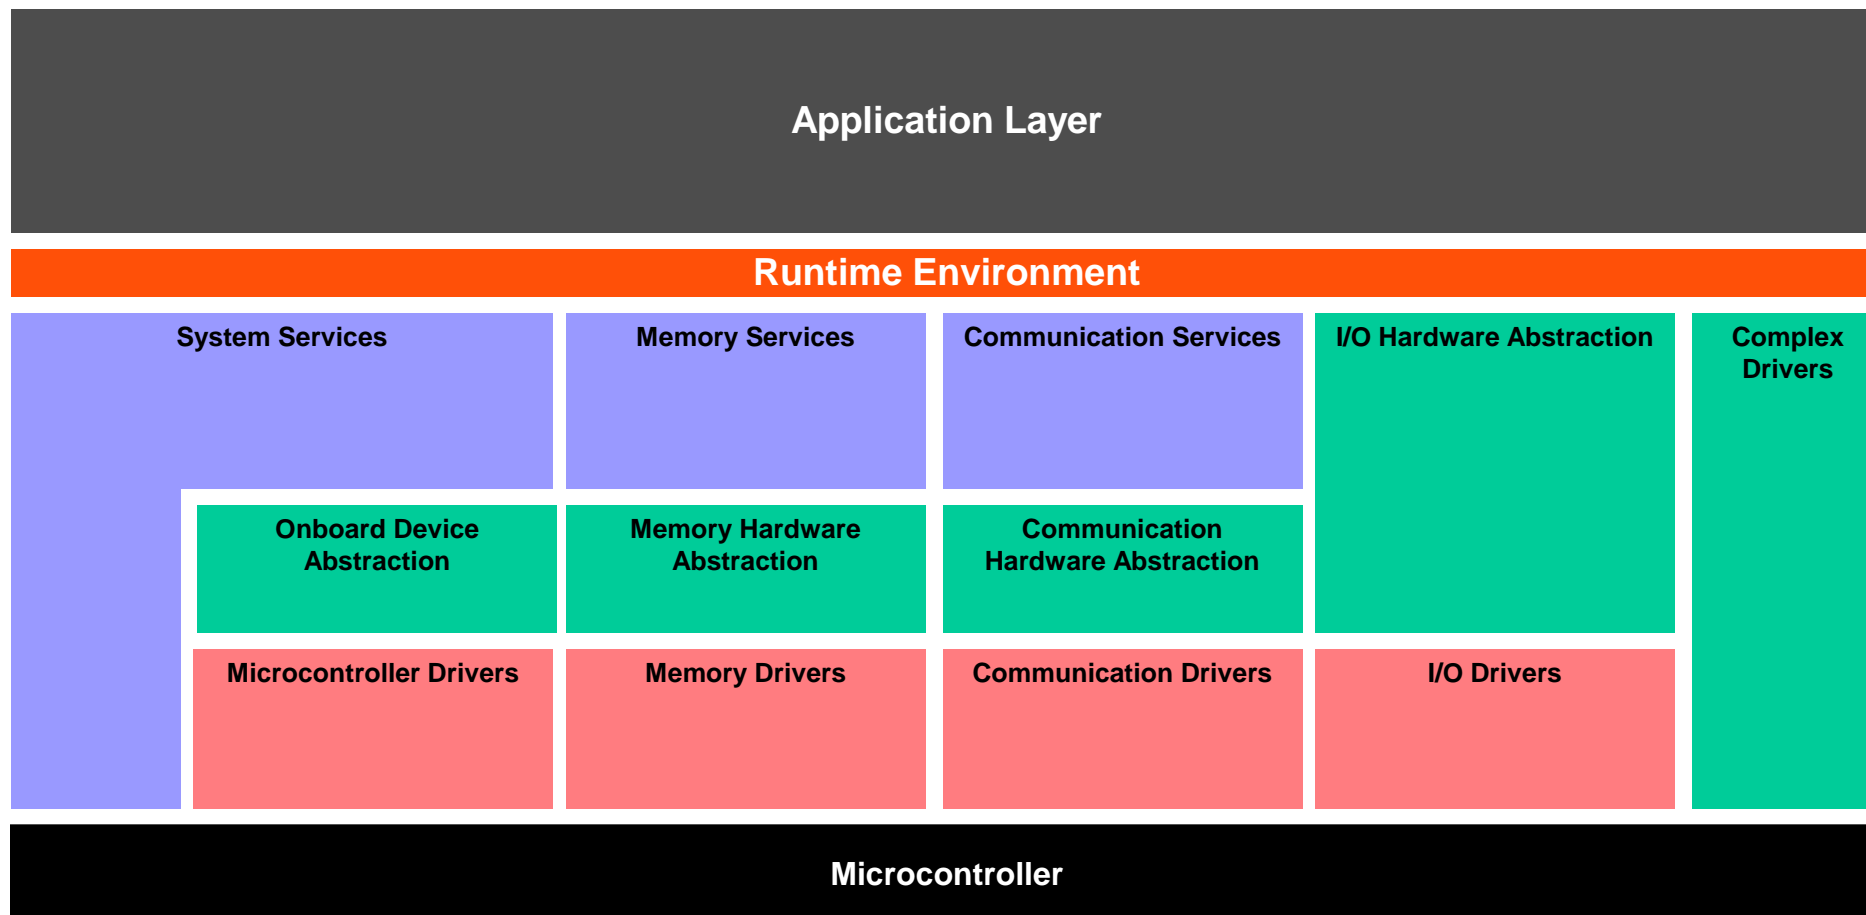 Application Layer
Runtime Environment
System Services
Memory Services
Communication Services
I/O Hardware Abstraction
Complex
Drivers
Onboard Device
Abstraction
Memory Hardware
Abstraction
Communication
Hardware Abstraction
Microcontroller Drivers
Memory Drivers
Communication Drivers
I/O Drivers
Microcontroller